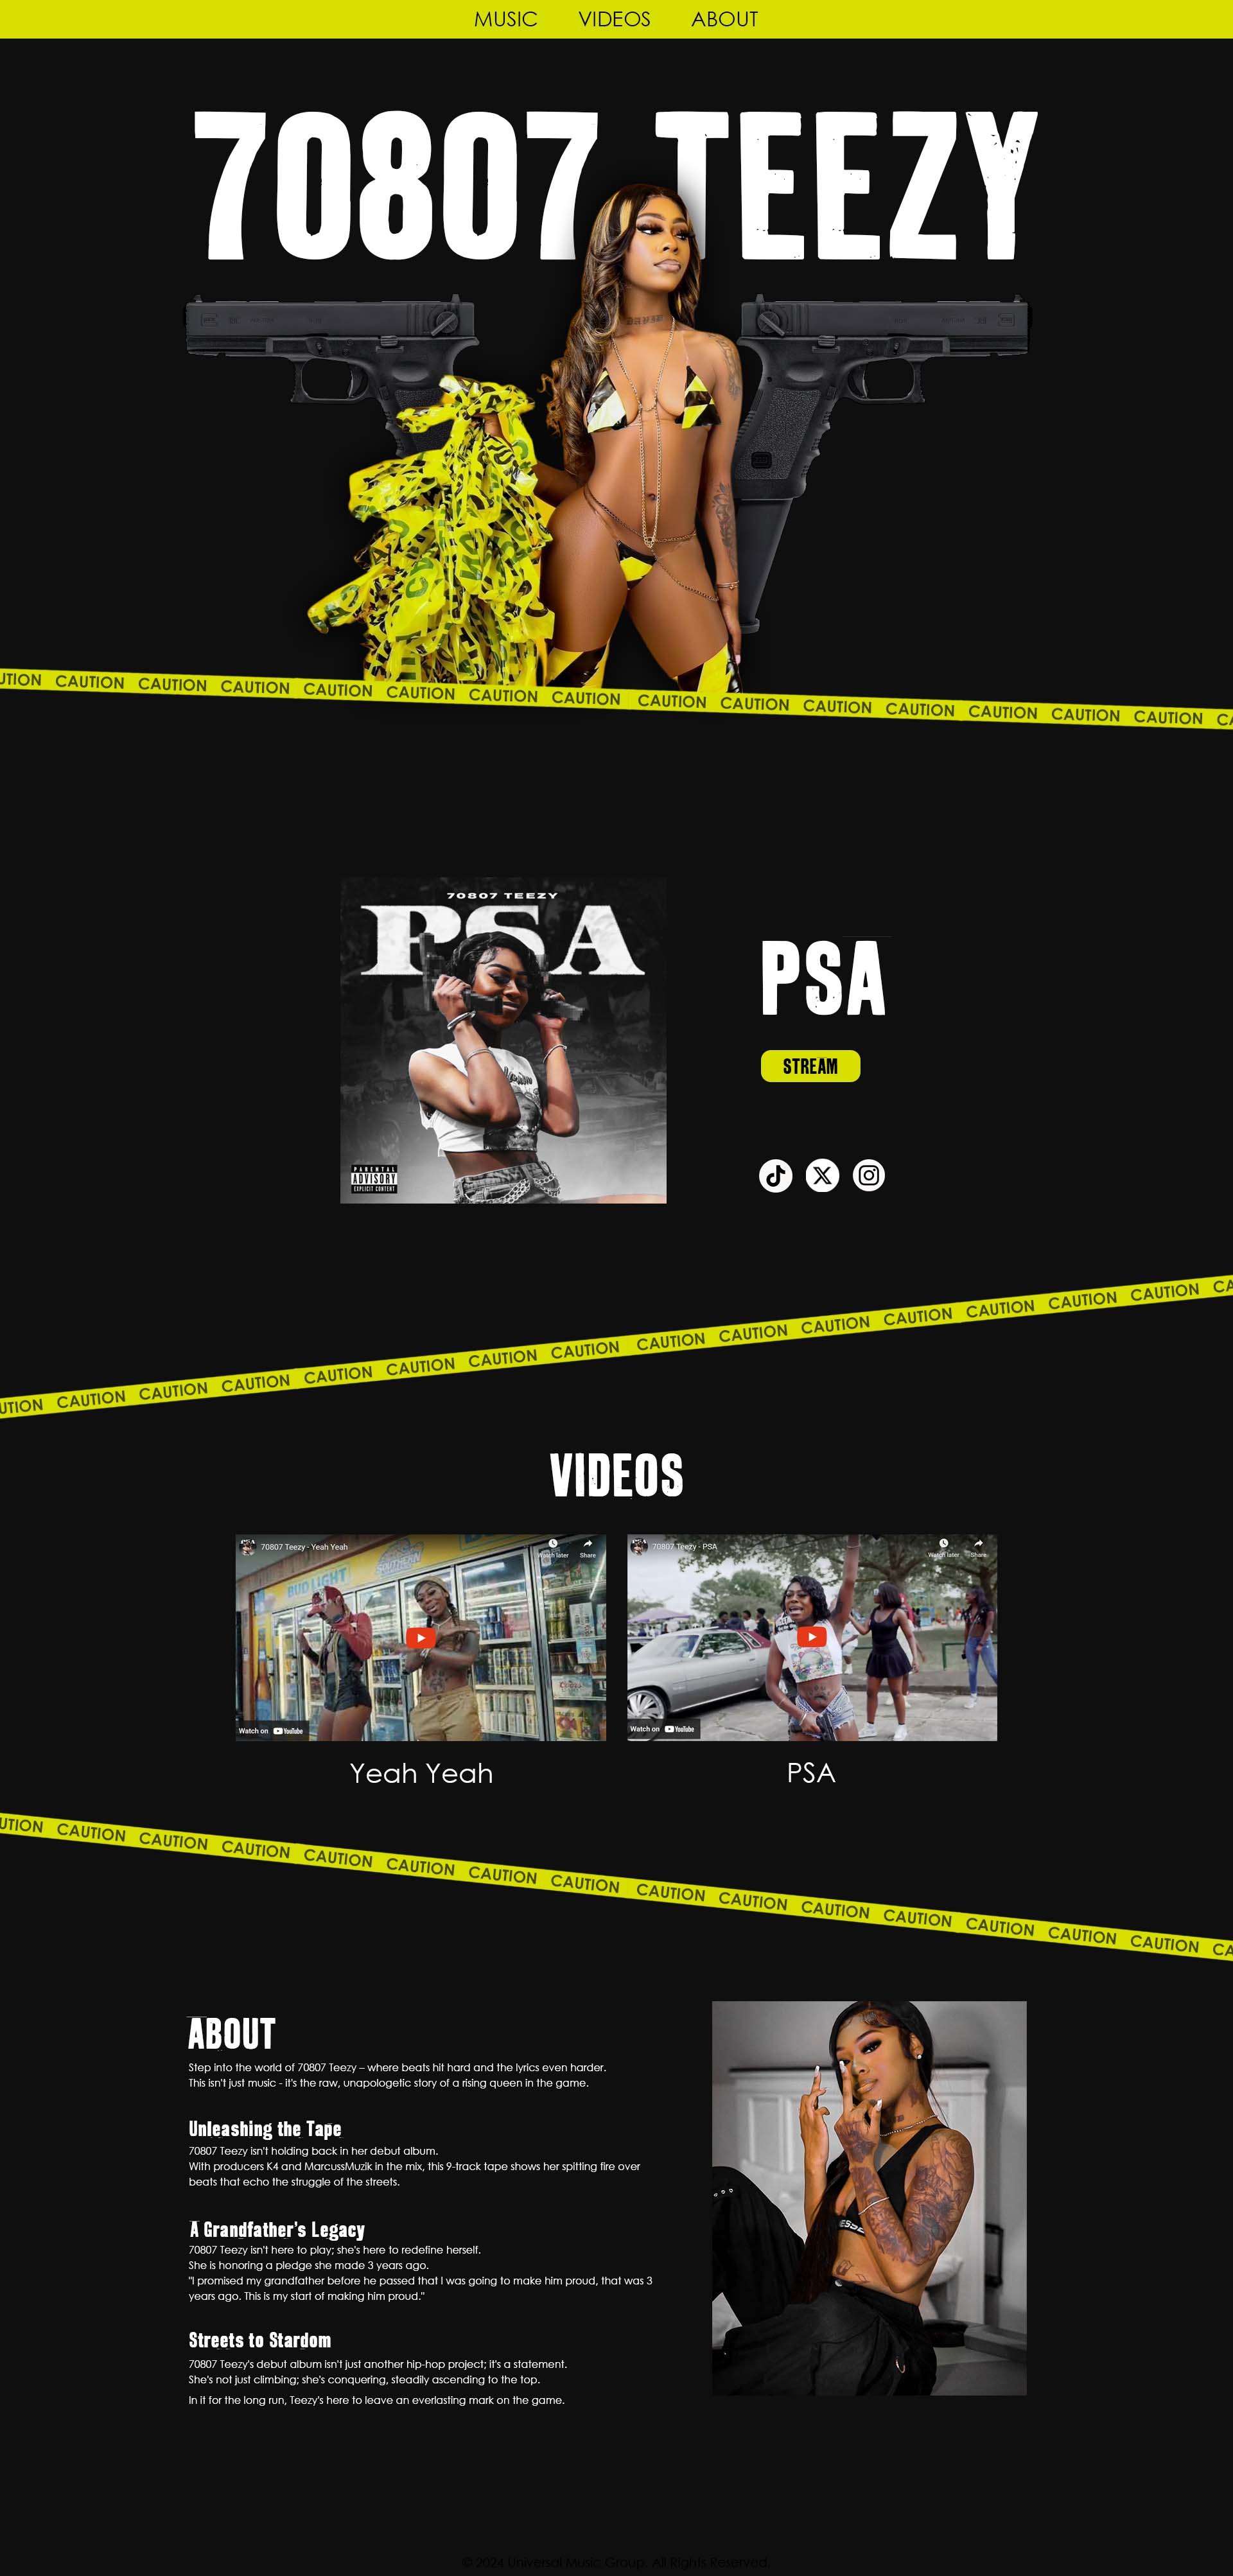 MUSIC VIDEOS ABOUT
70807 TEEZY
DAVID
UTION CAUTION CAUTION CAUTION CAUTION CAUTION CAUTION CAUTION CAUTION CAUTION CAUTION CAUTION CAUTION CAUTION CAUTION CA
70807 TEEZY
PSA
PARENTAL
ADVISORY
EXPLICIT CONTENT
PSA
STREAM
UTION CAUTION CAUTION CAUTION CAUTION CAUTION CAUTION CAUTION CAUTION CAUTION CAUTION CAUTION CAUTION CAUTION CAUTION CA
VIDEOS
70807 Teezy - Yeah Yeah
Watch later Share
BUD LIGHT
SOUTHERN
Watch on YouTube
70807 Teezy - PSA
Watch later Share
Watch on YouTube
Yeah Yeah
PSA
UTION CAUTION CAUTION CAUTION CAUTION CAUTION CAUTION CAUTION CAUTION CAUTION CAUTION CAUTION CAUTION CAUTION CAUTION CA
ABOUT
Step into the world of 70807 Teezy – where beats hit hard and the lyrics even harder.
This isn't just music - it's the raw, unapologetic story of a rising queen in the game.
Unleashing the Tape
70807 Teezy isn't holding back in her debut album.
With producers K4 and MarcussMuzik in the mix, this 9-track tape shows her spitting fire over
beats that echo the struggle of the streets.
A Grandfather's Legacy
70807 Teezy isn't here to play; she's here to redefine herself.
She is honoring a pledge she made 3 years ago.
"I promised my grandfather before he passed that I was going to make him proud, that was 3
years ago. This is my start of making him proud."
Streets to Stardom
70807 Teezy's debut album isn't just another hip-hop project; it's a statement.
She's not just climbing; she's conquering, steadily ascending to the top.
In it for the long run, Teezy's here to leave an everlasting mark on the game.
© 2024 Universal Music Group. All Rights Reserved.